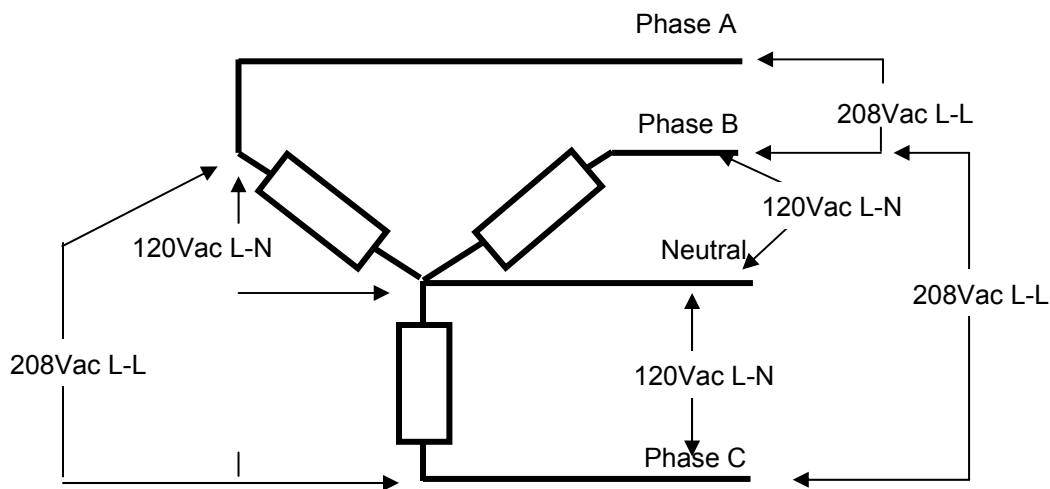 Phase A
208Vac L-L
Phase B
120Vac L-N
120Vac L-N
Neutral
208Vac L-L
208Vac L-L
120Vac L-N
Phase C